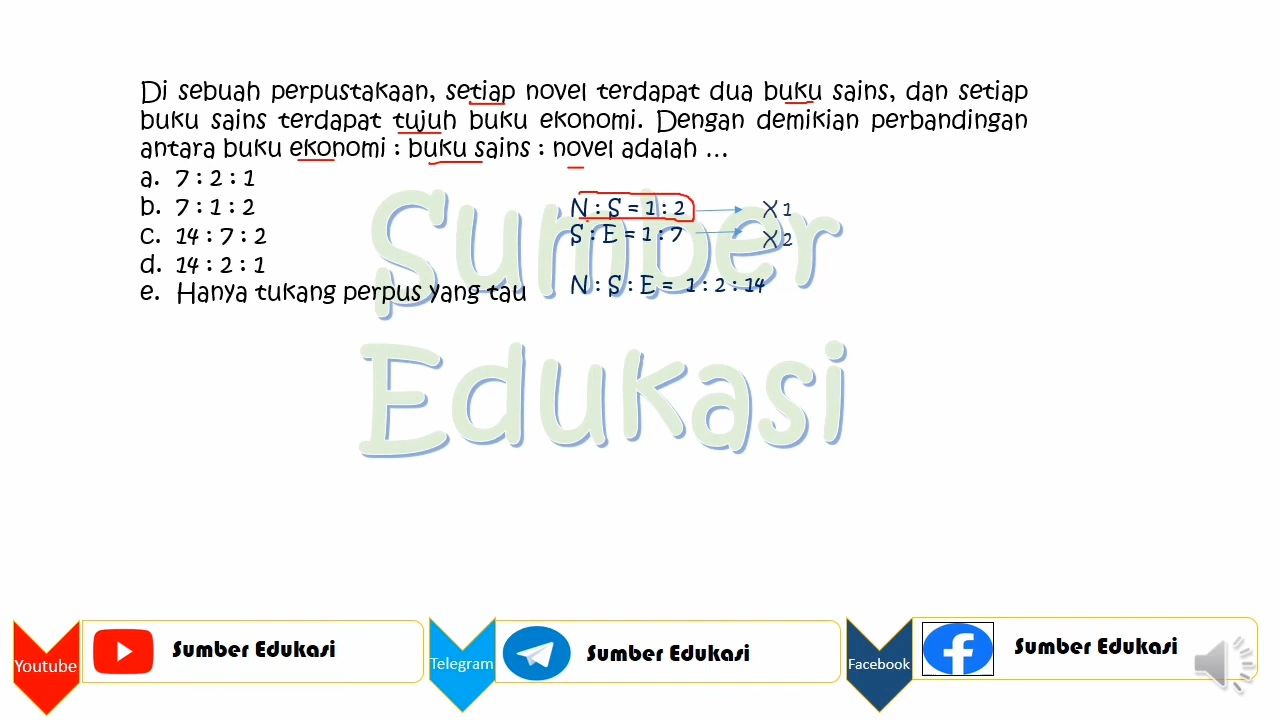 Di sebuah perpustakaan, setiap novel terdapat dua buku sains, dan setiap
buku sains terdapat tujuh buku ekonomi. Dengan demikian perbandingan
antara buku ekonomi : buku sains : novel adalah ...
a. 7 : 2 : 1
b. 7 : 1 : 2
c. 14 : 7 : 2
d. 14 : 2 : 1
e. Hanya tukang perpus yang tau
N : S = 1 : 2 X 1
S : E = 1 : 7 X 2
N : S : E = 1 : 2 : 14
Sumber
Edukasi
Youtube Sumber Edukasi
Telegram Sumber Edukasi
Facebook Sumber Edukasi